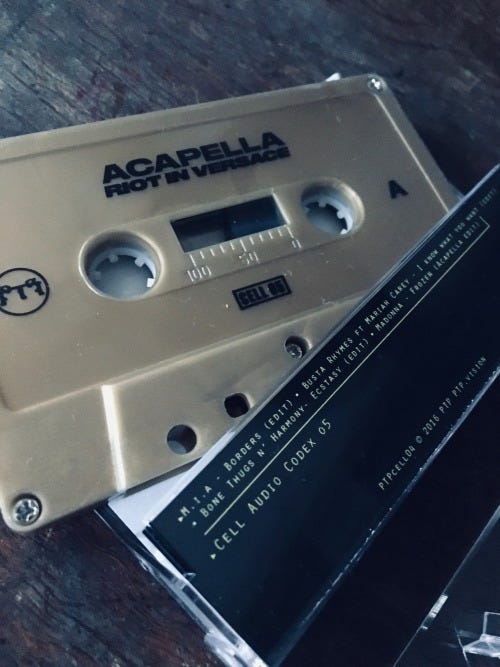 ACAPELLA
RIOT IN VERSACE
A
100 50 0
PTP
CELL 05
▸M.I.A - BORDERS (EDIT) • BUSTA RHYMES FT MARIAH CAREY - I KNOW WHAT YOU WANT (EDIT)
• BONE THUGS N' HARMONY- ECSTASY (EDIT) • MADONNA - FROZEN (ACAPELLA EDIT)
▸CELL AUDIO CODEX 05
PTPCELL04 © 2016 PTP PTP.VISION